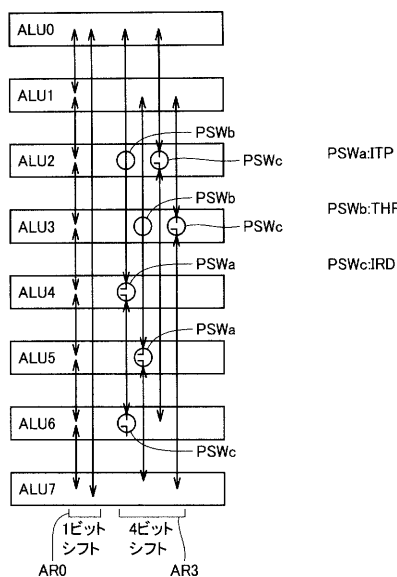 ALU0
ALU1
PSWb
ALU2
PSWc
PSWa:ITP
PSWb
PSWb:THR
ALU3
PSWc
PSWc:IRD
PSWa
ALU4
PSWa
ALU5
ALU6
PSWc
ALU7
1ビット
シフト
4ビット
シフト
AR0
AR3